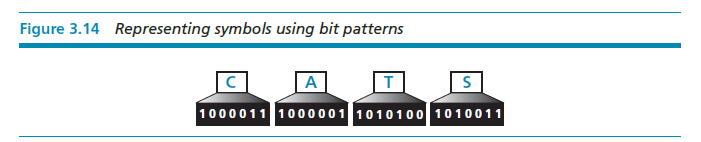 Figure 3.14 Representing symbols using bit patterns
C A T S
1000011 1000001 1010100 1010011